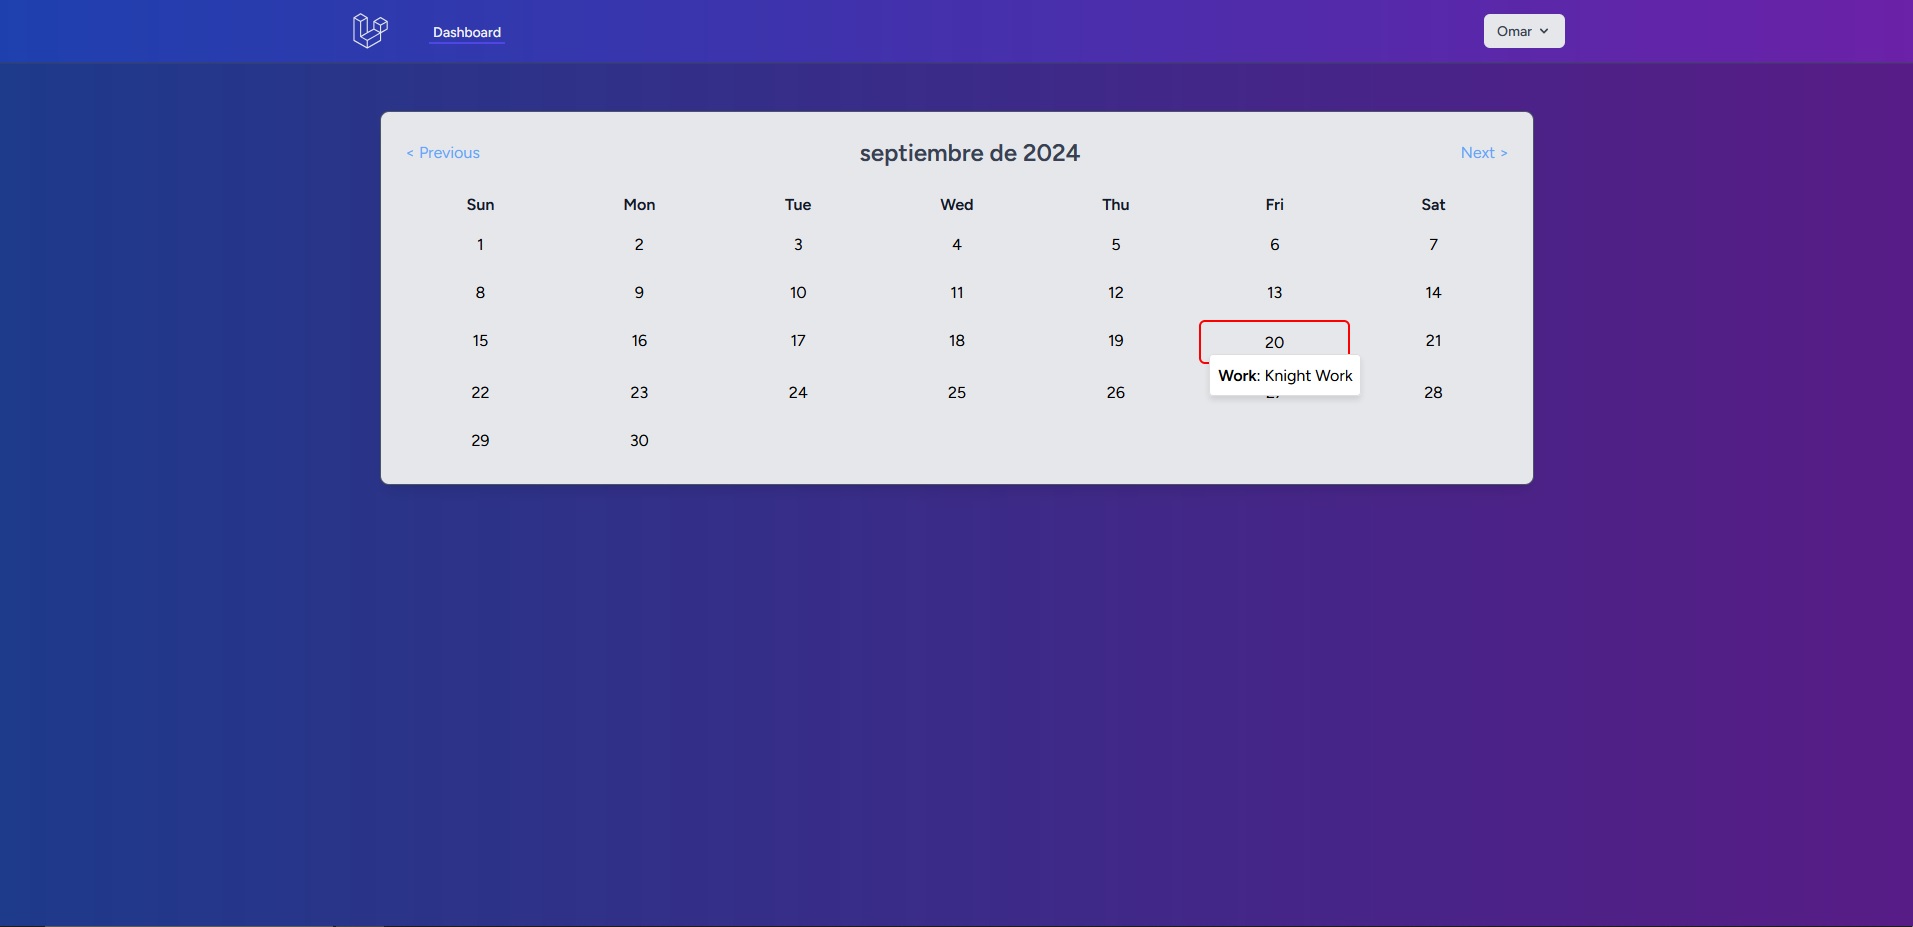 Dashboard
Omar
< Previous
septiembre de 2024
Next >
Sun Mon Tue Wed Thu Fri Sat
1 2 3 4 5 6 7
8 9 10 11 12 13 14
15 16 17 18 19 20 21
Work: Knight Work
22 23 24 25 26 28
29 30